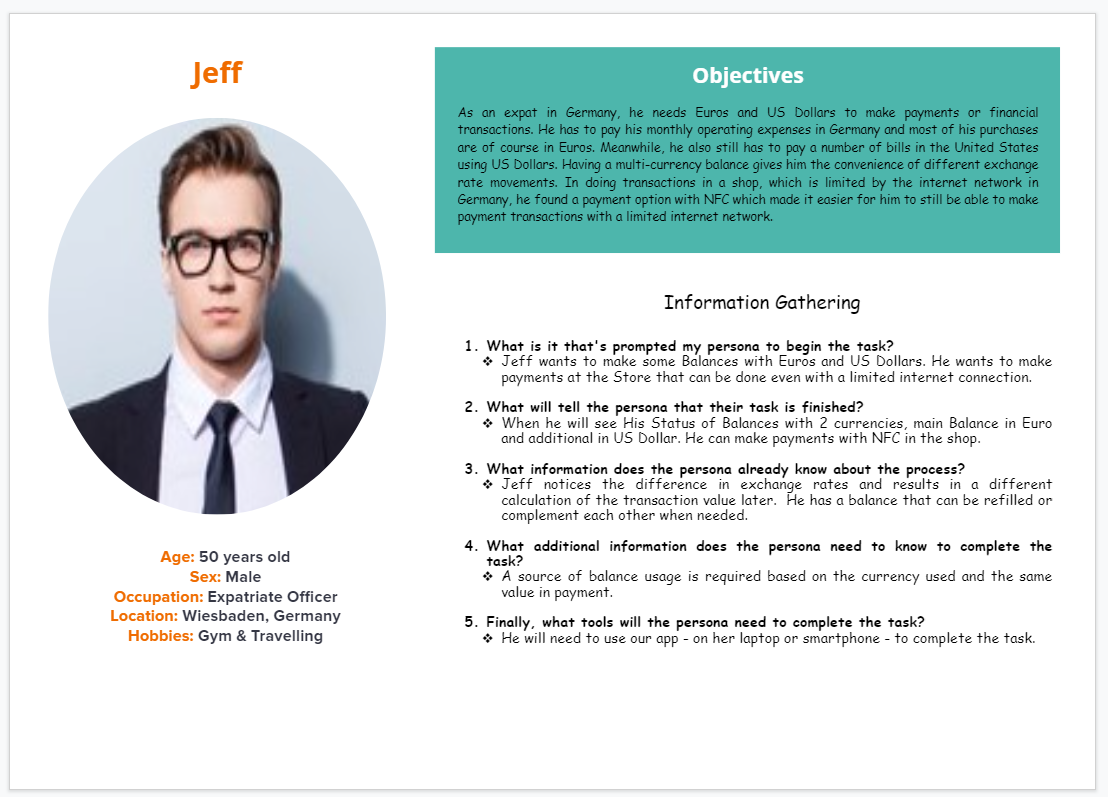 Jeff
Age: 50 years old
Sex: Male
Occupation: Expatriate Officer
Location: Wiesbaden, Germany
Hobbies: Gym & Travelling
Objectives
As an expat in Germany, he needs Euros and US Dollars to make payments or financial
transactions. He has to pay his monthly operating expenses in Germany and most of his purchases
are of course in Euros. Meanwhile, he also still has to pay a number of bills in the United States
using US Dollars. Having a multi-currency balance gives him the convenience of different exchange
rate movements. In doing transactions in a shop, which is limited by the internet network in
Germany, he found a payment option with NFC which made it easier for him to still be able to make
payment transactions with a limited internet network.
Information Gathering
1. What is it that's prompted my persona to begin the task?
❖ Jeff wants to make some Balances with Euros and US Dollars. He wants to make
payments at the Store that can be done even with a limited internet connection.
2. What will tell the persona that their task is finished?
❖ When he will see His Status of Balances with 2 currencies, main Balance in Euro
and additional in US Dollar. He can make payments with NFC in the shop.
3. What information does the persona already know about the process?
❖ Jeff notices the difference in exchange rates and results in a different
calculation of the transaction value later. He has a balance that can be refilled or
complement each other when needed.
4. What additional information does the persona need to know to complete the
task?
❖ A source of balance usage is required based on the currency used and the same
value in payment.
5. Finally, what tools will the persona need to complete the task?
❖ He will need to use our app - on her laptop or smartphone - to complete the task.